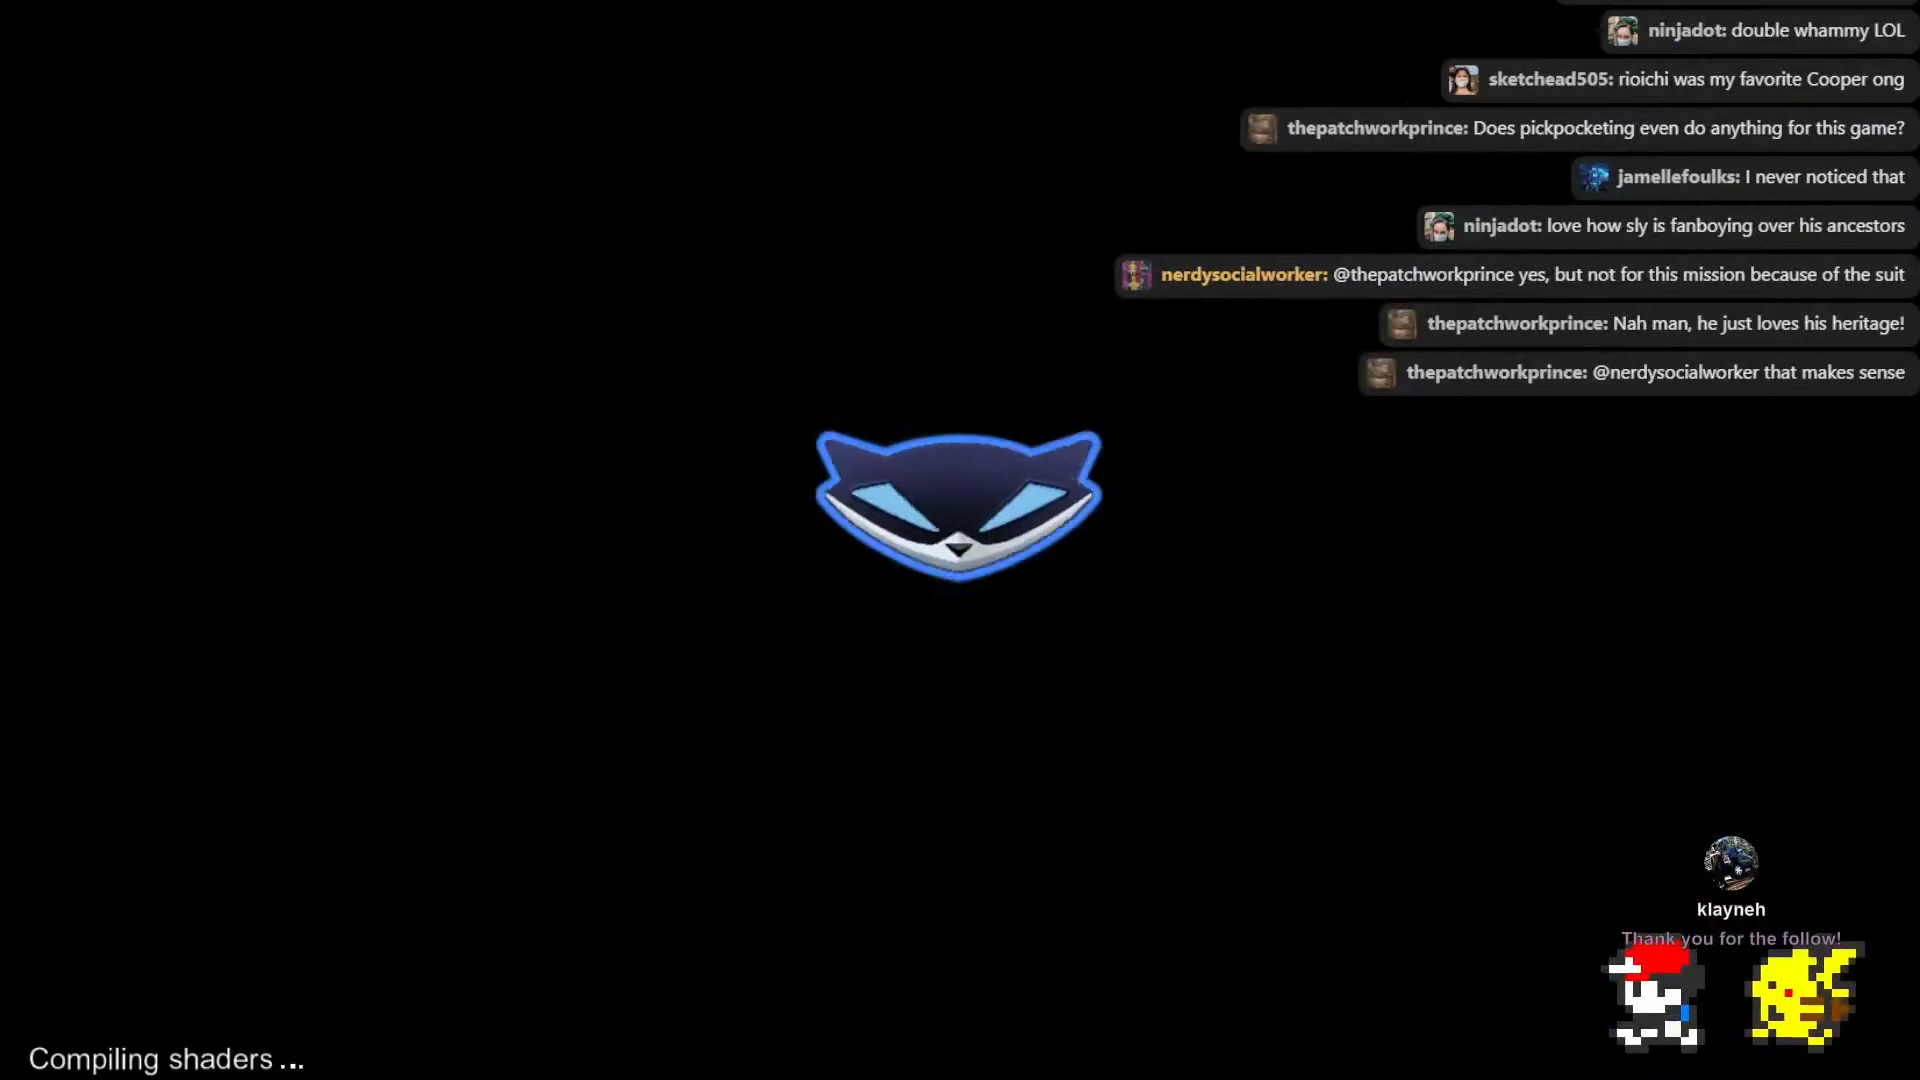 ninjadot: double whammy LOL
sketchead505: rioichi was my favorite Cooper ong
thepatchworkprince: Does pickpocketing even do anything for this game?
jamellefoulks: I never noticed that
ninjadot: love how sly is fanboying over his ancestors
nerdysocialworker: @thepatchworkprince yes, but not for this mission because of the suit
thepatchworkprince: Nah man, he just loves his heritage!
thepatchworkprince: @nerdysocialworker that makes sense
klayneh
Thank you for the follow!
Compiling shaders ...